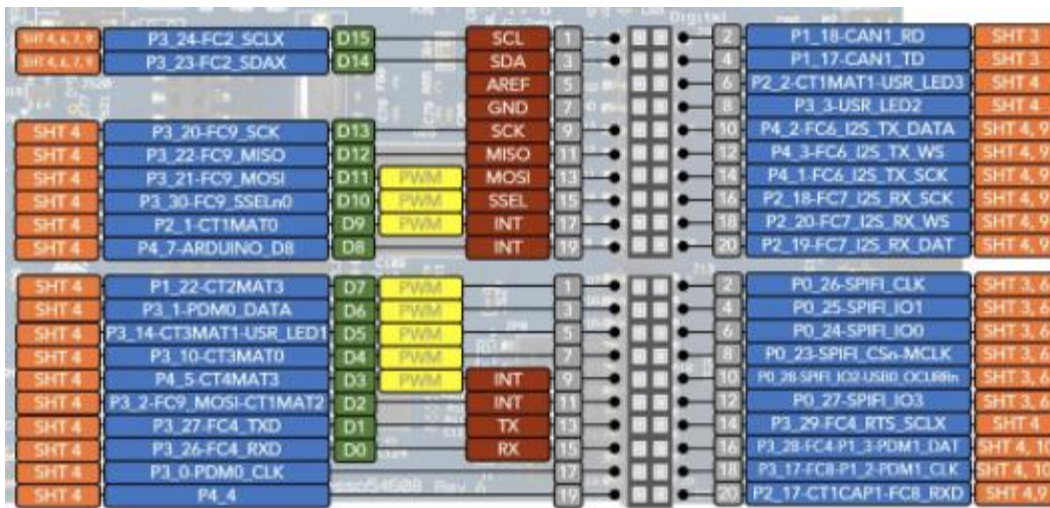 SHT 4, 6, 7, 9 P3_24-FC2_SCLX D15 SCL 1 2 P1_18-CAN1_RD SHT 3
SHT 4, 6, 7, 9 P3_23-FC2_SDAX D14 SDA 3 4 P1_17-CAN1_TD SHT 3
AREF 5 6 P2_2-CT1MAT1-USR_LED3 SHT 4
GND 7 8 P3_3-USR_LED2 SHT 4
SHT 4 P3_20-FC9_SCK D13 SCK 9 10 P4_2-FC6_I2S_TX_DATA SHT 4, 9
SHT 4 P3_22-FC9_MISO D12 MISO 11 12 P4_3-FC6_I2S_TX_WS SHT 4, 9
SHT 4 P3_21-FC9_MOSI D11 PWM MOSI 13 14 P4_1-FC6_I2S_TX_SCK SHT 4, 9
SHT 4 P3_30-FC9_SSELn0 D10 PWM SSEL 15 16 P2_18-FC7_I2S_RX_SCK SHT 4, 9
SHT 4 P2_1-CT1MAT0 D9 PWM INT 17 18 P2_20-FC7_I2S_RX_WS SHT 4, 9
SHT 4 P4_7-ARDUINO_D8 D8 INT 19 20 P2_19-FC7_I2S_RX_DAT SHT 4, 9
SHT 4 P1_22-CT2MAT3 D7 PWM 1 2 P0_26-SPIFI_CLK SHT 3, 6
SHT 4 P3_1-PDM0_DATA D6 PWM 3 4 P0_25-SPIFI_IO1 SHT 3, 6
SHT 4 P3_14-CT3MAT1-USR_LED1 D5 PWM 5 6 P0_24-SPIFI_IO0 SHT 3, 6
SHT 4 P3_10-CT3MAT0 D4 PWM 7 8 P0_23-SPIFI_CSn-MCLK SHT 3, 6
SHT 4 P4_5-CT4MAT3 D3 PWM INT 9 10 P0_28-SPIFI_IO2-USB0_OCURRn SHT 3, 6
SHT 4 P3_2-FC9_MOSI-CT1MAT2 D2 INT 11 12 P0_27-SPIFI_IO3 SHT 3, 6
SHT 4 P3_27-FC4_TXD D1 TX 13 14 P3_29-FC4_RTS_SCLX SHT 4
SHT 4 P3_26-FC4_RXD D0 RX 15 16 P3_28-FC4-P1_3-PDM1_DAT SHT 4, 10
SHT 4 P3_0-PDM0_CLK 17 18 P3_17-FC8-P1_2-PDM1_CLK SHT 4, 10
SHT 4 P4_4 19 20 P2_17-CT1CAP1-FC8_RXD SHT 4,9